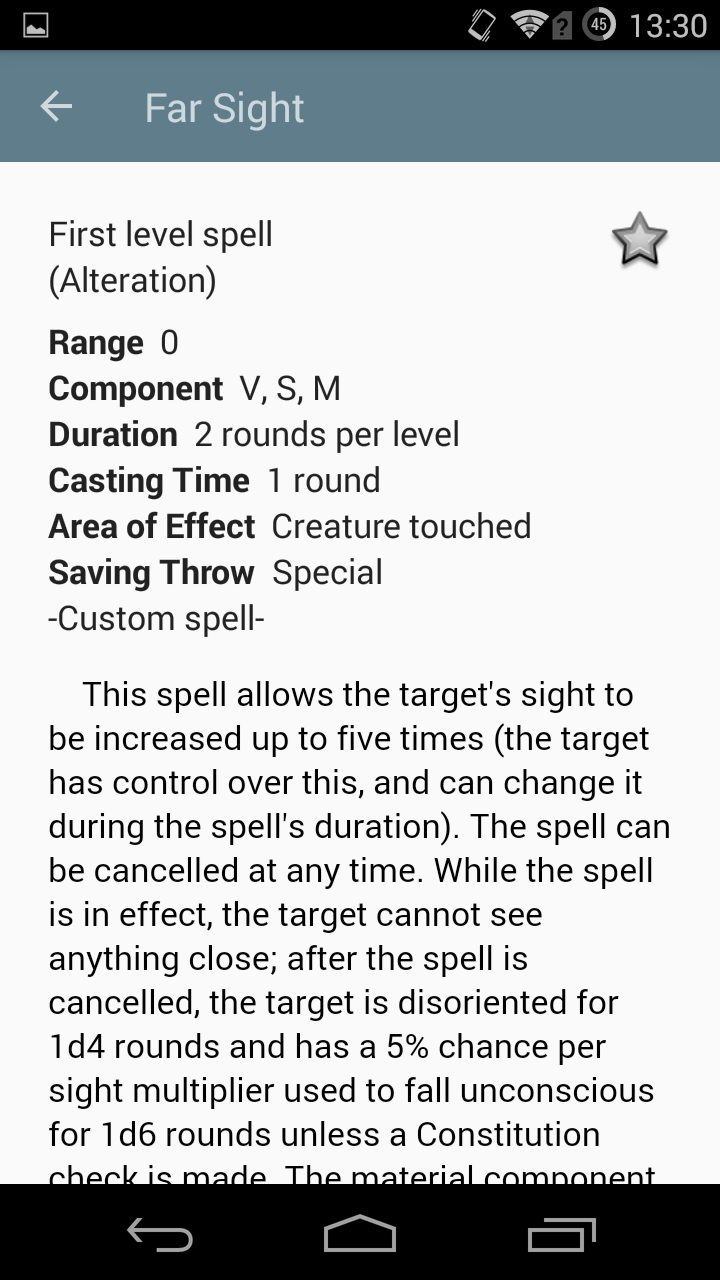 45 13:30
Far Sight
First level spell
(Alteration)
Range 0
Component V, S, M
Duration 2 rounds per level
Casting Time 1 round
Area of Effect Creature touched
Saving Throw Special
-Custom spell-
This spell allows the target's sight to
be increased up to five times (the target
has control over this, and can change it
during the spell's duration). The spell can
be cancelled at any time. While the spell
is in effect, the target cannot see
anything close; after the spell is
cancelled, the target is disoriented for
1d4 rounds and has a 5% chance per
sight multiplier used to fall unconscious
for 1d6 rounds unless a Constitution
check is made. The material component